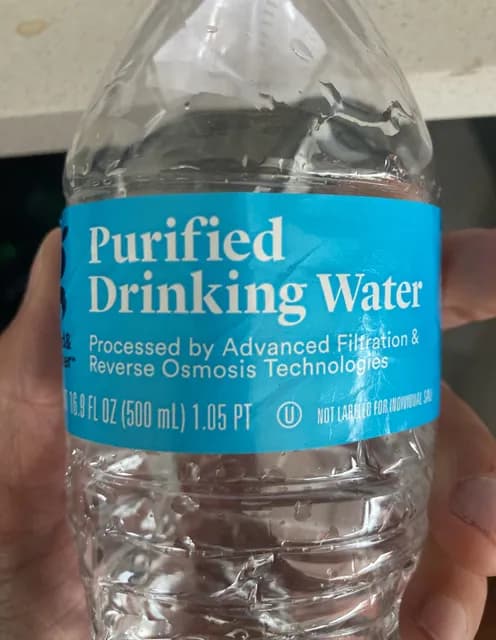 Purified
Drinking Water
Processed by Advanced Filtration &
Reverse Osmosis Technologies
16.9 FL OZ (500 mL) 1.05 PT
U
NOT LABELED FOR INDIVIDUAL